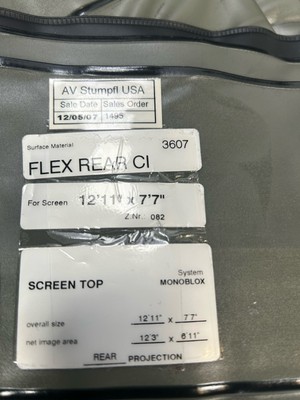 AV Stumpfl USA
Safe Date Sales Order
12/05/07 1495
Surface Material 3607
FLEX REAR CI
For Screen 12'11" x 7'7"
Z Nr. 082
System
SCREEN TOP MONOBLOX
overall size 12'11" x 7'7"
net image area 12'3" x 6'11"
REAR PROJECTION